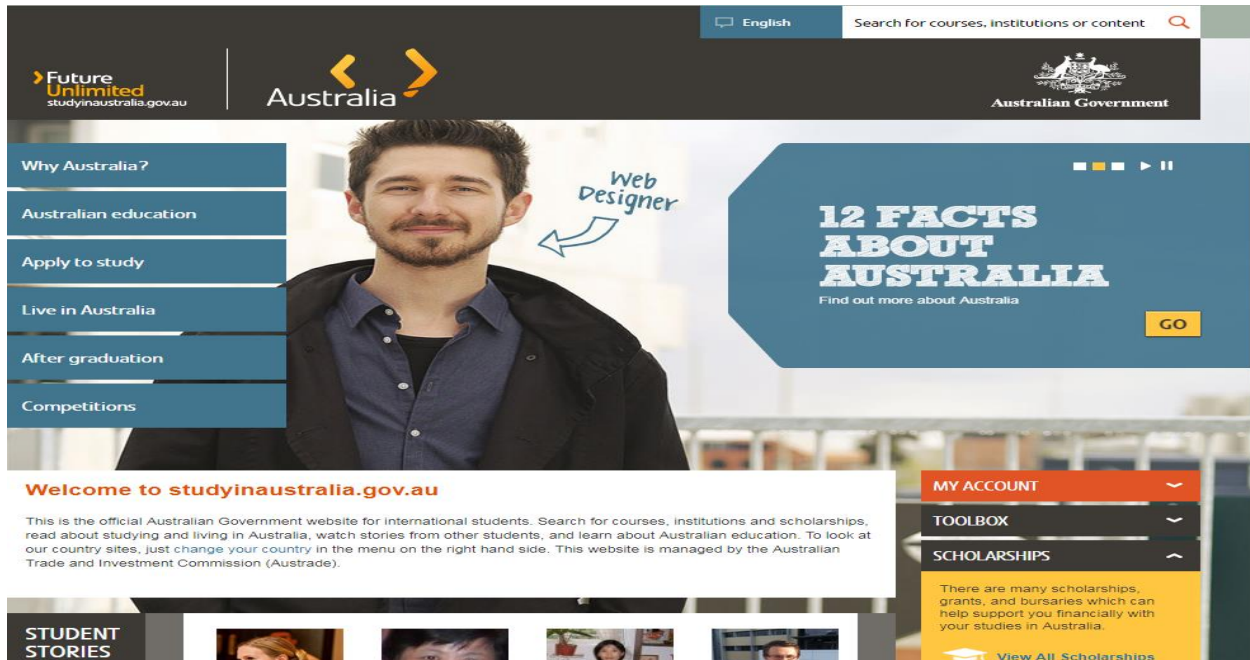 English
Search for courses, institutions or content
Future
Unlimited
studyinaustralia.gov.au
Australia
Australian Government
Why Australia?
Australian education
Apply to study
Live in Australia
After graduation
Competitions
Web
Designer
12 FACTS
ABOUT
AUSTRALIA
Find out more about Australia
GO
Welcome to studyinaustralia.gov.au
This is the official Australian Government website for international students. Search for courses, institutions and scholarships,
read about studying and living in Australia, watch stories from other students, and learn about Australian education. To look at
our country sites, just change your country in the menu on the right hand side. This website is managed by the Australian
Trade and Investment Commission (Austrade).
MY ACCOUNT
TOOLBOX
SCHOLARSHIPS
There are many scholarships,
grants, and bursaries which can
help support you financially with
your studies in Australia.
View All Scholarships
STUDENT
STORIES